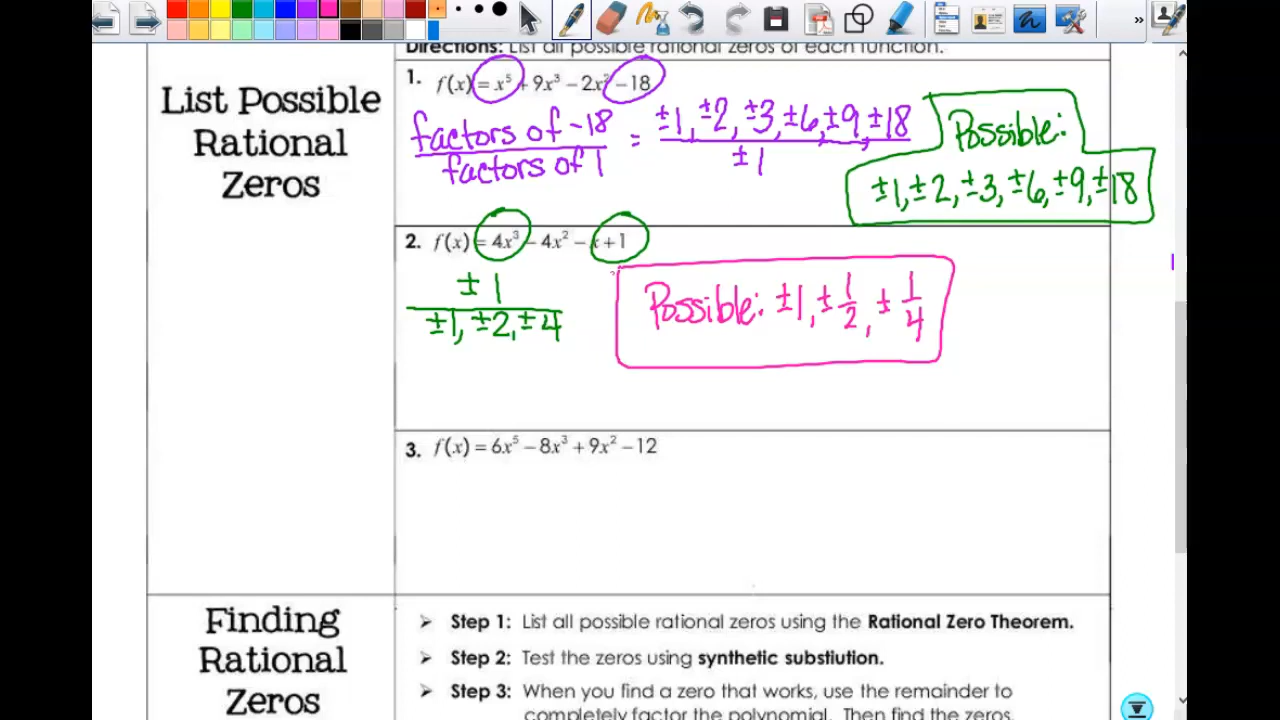 Directions: List all possible rational zeros of each function.
List Possible
Rational
Zeros
1. f(x) = x⁵ + 9x³ − 2x² − 18
factors of -18
factors of 1
= ±1, ±2, ±3, ±6, ±9, ±18
±1
Possible:
±1, ±2, ±3, ±6, ±9, ±18
2. f(x) = 4x³ − 4x² − x + 1
±1
±1, ±2, ±4
Possible: ±1, ±1/2, ±1/4
3. f(x) = 6x⁵ − 8x³ + 9x² − 12
Finding
Rational
Zeros
➢ Step 1: List all possible rational zeros using the Rational Zero Theorem.
➢ Step 2: Test the zeros using synthetic substiution.
➢ Step 3: When you find a zero that works, use the remainder to
completely factor the polynomial. Then find the zeros.